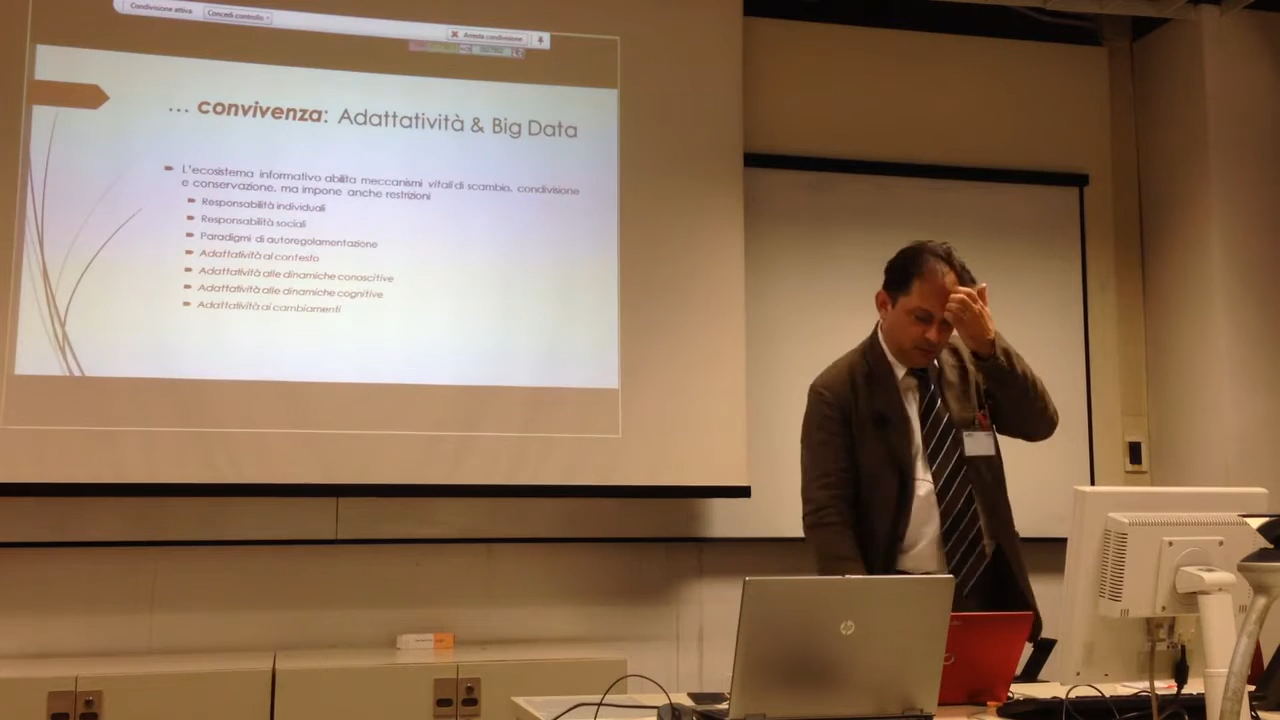 Condivisione attiva
Concedi controllo
Arresta condivisione
... convivenza: Adattatività & Big Data
L'ecosistema informativo abilita meccanismi vitali di scambio, condivisione
e conservazione, ma impone anche restrizioni
Responsabilità individuali
Responsabilità sociali
Paradigmi di autoregolamentazione
Adattatività al contesto
Adattatività alle dinamiche conoscitive
Adattatività alle dinamiche cognitive
Adattatività ai cambiamenti
hp